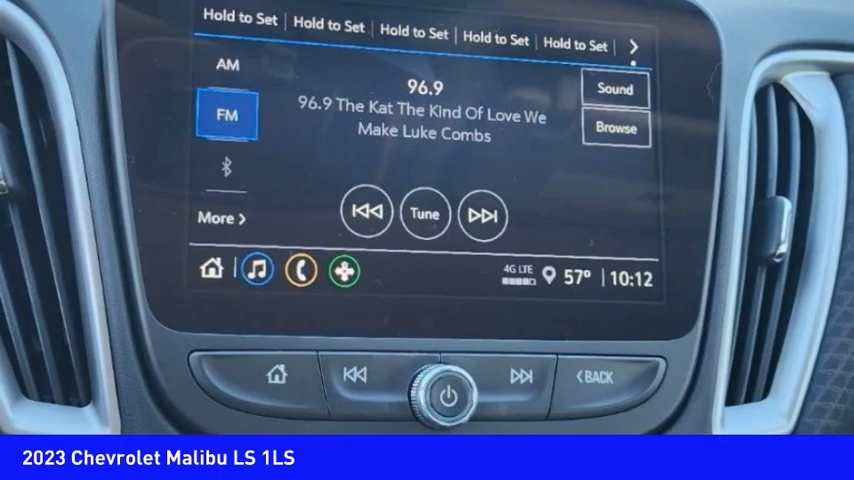 Hold to Set Hold to Set Hold to Set Hold to Set Hold to Set
AM
96.9
Sound
FM
96.9 The Kat The Kind Of Love We
Make Luke Combs
Browse
More
Tune
4G LTE
57° 10:12
BACK
2023 Chevrolet Malibu LS 1LS